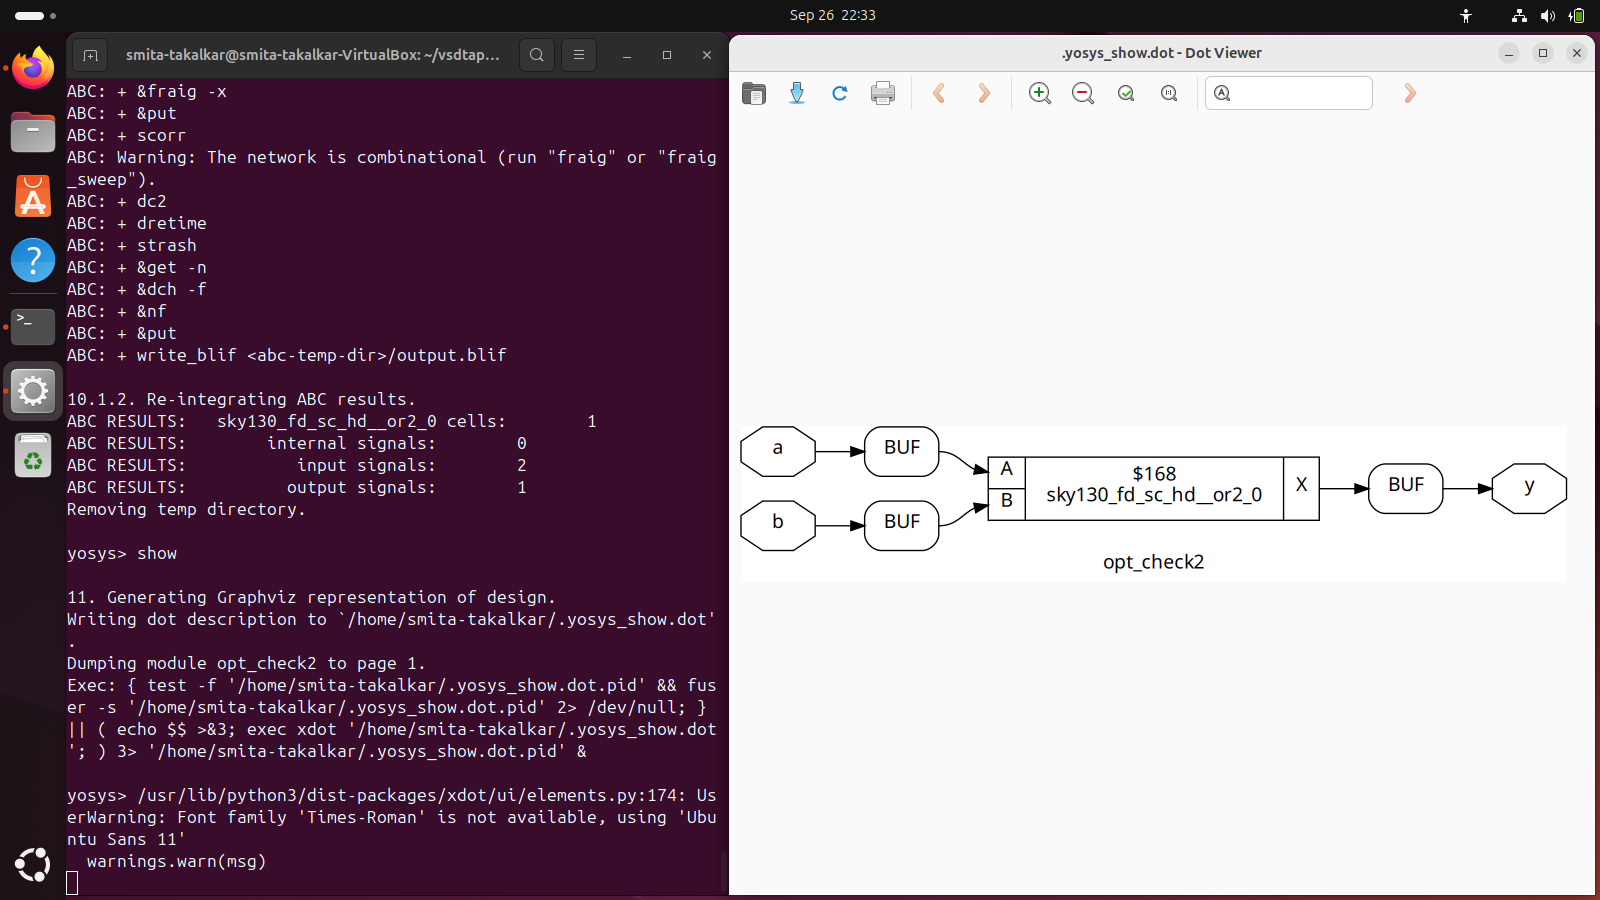 Sep 26 22:33
smita-takalkar@smita-takalkar-VirtualBox: ~/vsdtap...
ABC: + &fraig -x
ABC: + &put
ABC: + scorr
ABC: Warning: The network is combinational (run "fraig" or "fraig
_sweep").
ABC: + dc2
ABC: + dretime
ABC: + strash
ABC: + &get -n
ABC: + &dch -f
ABC: + &nf
ABC: + &put
ABC: + write_blif <abc-temp-dir>/output.blif
10.1.2. Re-integrating ABC results.
ABC RESULTS:   sky130_fd_sc_hd__or2_0 cells:        1
ABC RESULTS:        internal signals:        0
ABC RESULTS:           input signals:        2
ABC RESULTS:          output signals:        1
Removing temp directory.
yosys> show
11. Generating Graphviz representation of design.
Writing dot description to `/home/smita-takalkar/.yosys_show.dot'
.
Dumping module opt_check2 to page 1.
Exec: { test -f '/home/smita-takalkar/.yosys_show.dot.pid' && fus
er -s '/home/smita-takalkar/.yosys_show.dot.pid' 2> /dev/null; }
|| ( echo $$ >&3; exec xdot '/home/smita-takalkar/.yosys_show.dot
'; ) 3> '/home/smita-takalkar/.yosys_show.dot.pid' &
yosys> /usr/lib/python3/dist-packages/xdot/ui/elements.py:174: Us
erWarning: Font family 'Times-Roman' is not available, using 'Ubu
ntu Sans 11'
  warnings.warn(msg)
.yosys_show.dot - Dot Viewer
a
BUF
b
BUF
A
B
$168
sky130_fd_sc_hd__or2_0
X
BUF
y
opt_check2